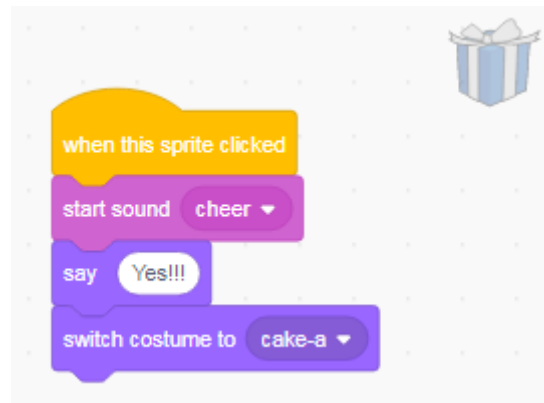 when this sprite clicked
start sound cheer
say Yes!!!
switch costume to cake-a